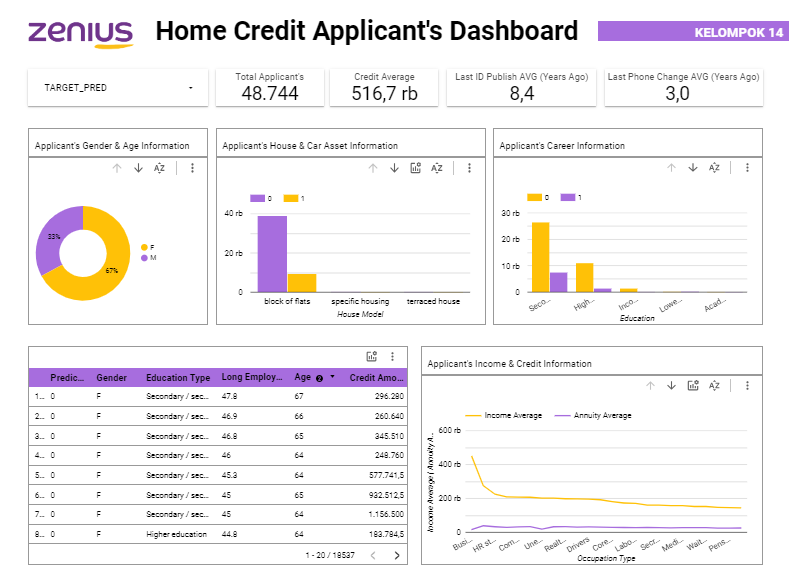 zenius
Home Credit Applicant's Dashboard
KELOMPOK 14
TARGET_PRED
Total Applicant's
48.744
Credit Average
516,7 rb
Last ID Publish AVG (Years Ago)
8,4
Last Phone Change AVG (Years Ago)
3,0
Applicant's Gender & Age Information
33%
67%
F
M
Applicant's House & Car Asset Information
0 1
40 rb
20 rb
0
block of flats specific housing terraced house
House Model
Applicant's Career Information
0 1
30 rb
20 rb
10 rb
0
Seco... High... Inco... Lowe... Acad...
Education
Predic... Gender Education Type Long Employ... Age Credit Amo...
1... 0 F Secondary / sec... 47.8 67 296.280
2... 0 F Secondary / sec... 46.9 66 260.640
3... 0 F Secondary / sec... 46.8 65 345.510
4... 0 F Secondary / sec... 46 64 248.760
5... 0 F Secondary / sec... 45.3 64 577.741,5
6... 0 F Secondary / sec... 45 65 932.512,5
7... 0 F Secondary / sec... 45 64 1.156.500
8... 0 F Higher education 44.8 64 183.784,5
1 - 20 / 18537
Applicant's Income & Credit Information
Income Average Annuity Average
600 rb
400 rb
200 rb
0
Income Average | Annuity A...
Busi... HR st... Com... Une... Realt... Drivers Core... Labo... Secr... Medi... Wait... Pens...
Occupation Type